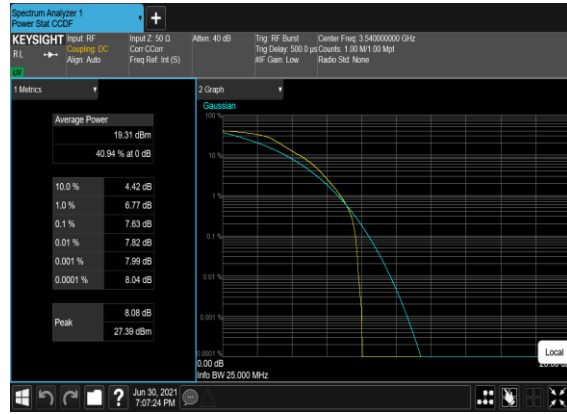 Spectrum Analyzer 1
Power Stat CCDF
+
KEYSIGHT
RL
Input: RF
Coupling: DC
Align: Auto
Input Z: 50 Ω
Corr CCorr
Freq Ref: Int (S)
Atten: 40 dB
Trig: RF Burst
Trig Delay: 500.0 µs
#IF Gain: Low
Center Freq: 3.540000000 GHz
Counts: 1.00 M/1.00 Mpt
Radio Std: None
1 Metrics
Average Power
19.31 dBm
40.94 % at 0 dB
10.0 % 4.42 dB
1.0 % 6.77 dB
0.1 % 7.63 dB
0.01 % 7.82 dB
0.001 % 7.99 dB
0.0001 % 8.04 dB
Peak
8.08 dB
27.39 dBm
2 Graph
Gaussian
100 %
10 %
1 %
0.1 %
0.01 %
0.001 %
0.0001 %
0.00 dB
Info BW 25.000 MHz
Local
?
Jun 30, 2021
7:07:24 PM